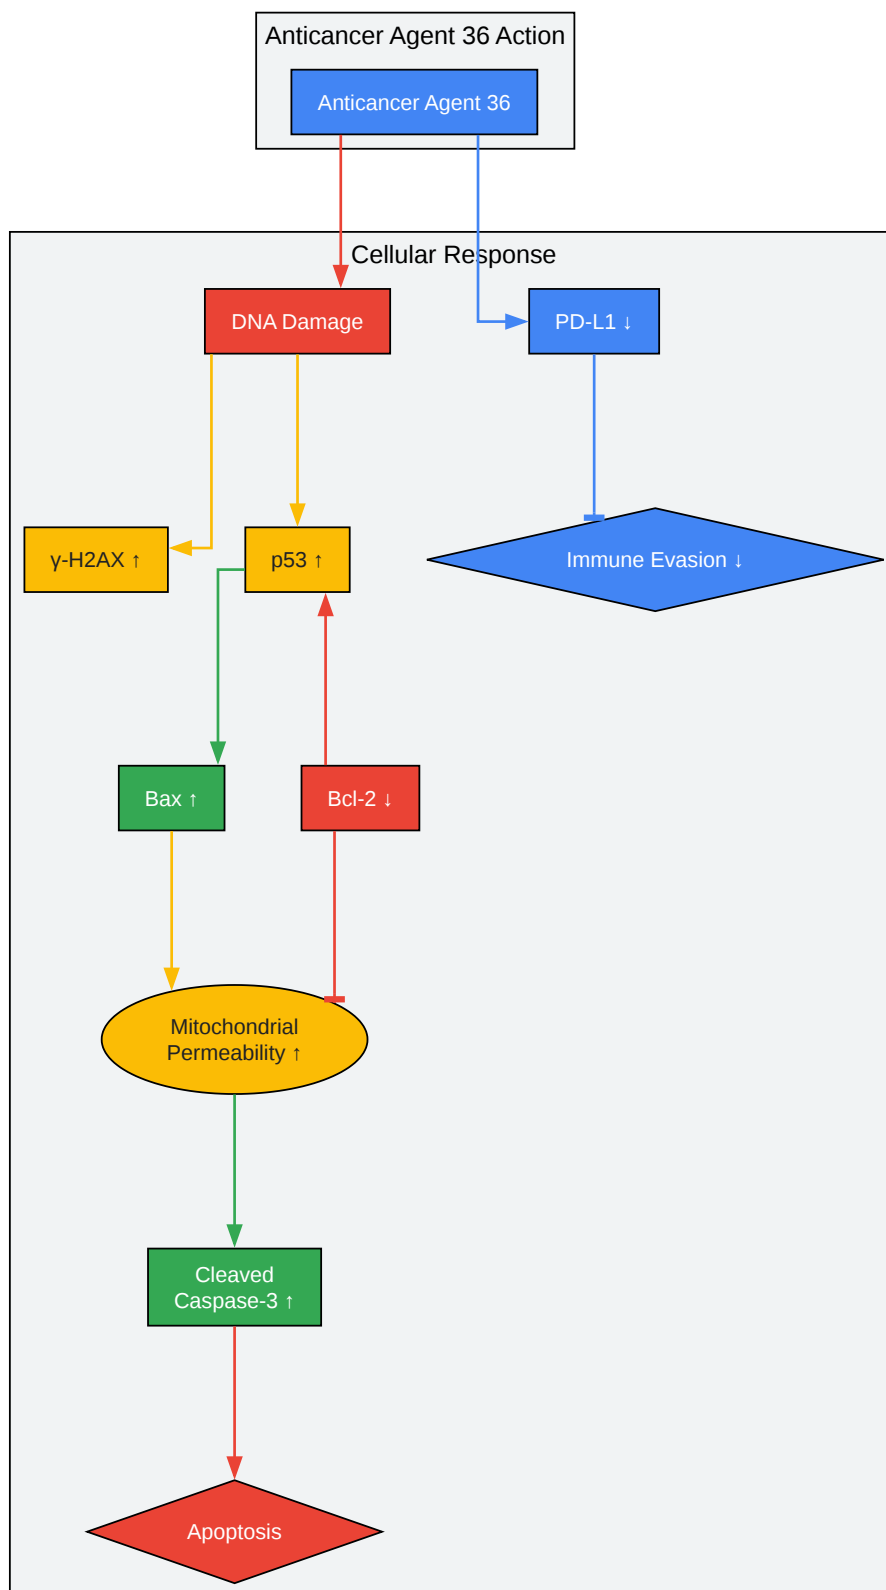 Anticancer Agent 36 Action
Anticancer Agent 36
Cellular Response
DNA Damage
PD-L1 ↓
γ-H2AX ↑
p53 ↑
Immune Evasion ↓
Bax ↑
Bcl-2 ↓
Mitochondrial
Permeability ↑
Cleaved
Caspase-3 ↑
Apoptosis